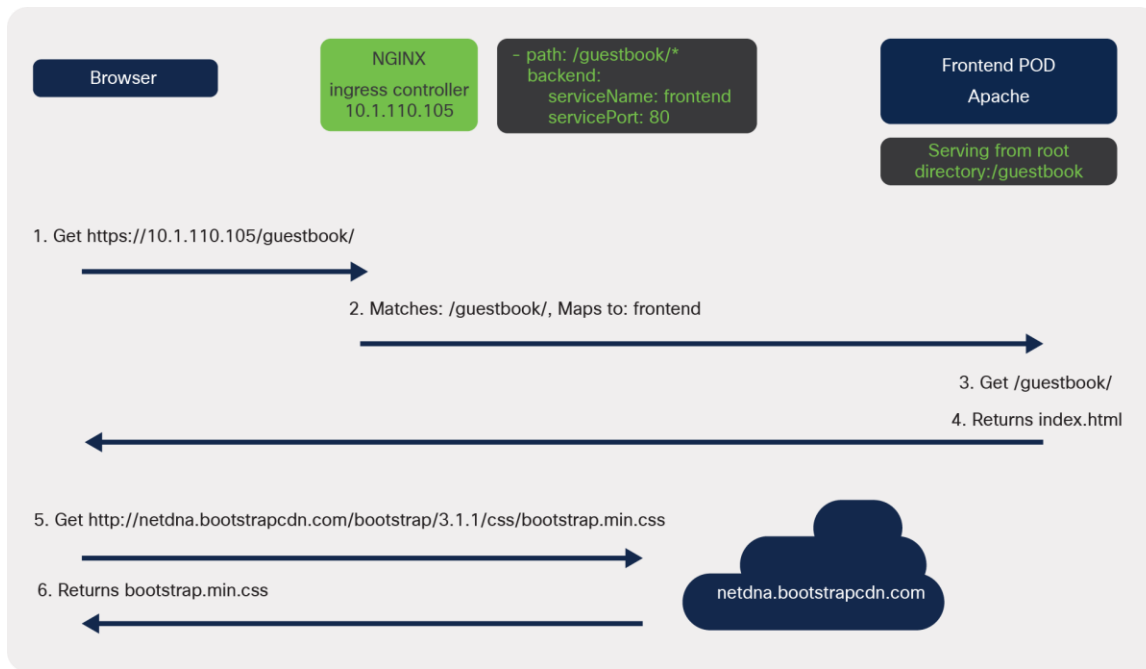 Browser
NGINX
ingress controller
10.1.110.105
- path: /guestbook/*
backend:
serviceName: frontend
servicePort: 80
Frontend POD
Apache
Serving from root
directory:/guestbook
1. Get https://10.1.110.105/guestbook/
2. Matches: /guestbook/, Maps to: frontend
3. Get /guestbook/
4. Returns index.html
5. Get http://netdna.bootstrapcdn.com/bootstrap/3.1.1/css/bootstrap.min.css
6. Returns bootstrap.min.css
netdna.bootstrapcdn.com